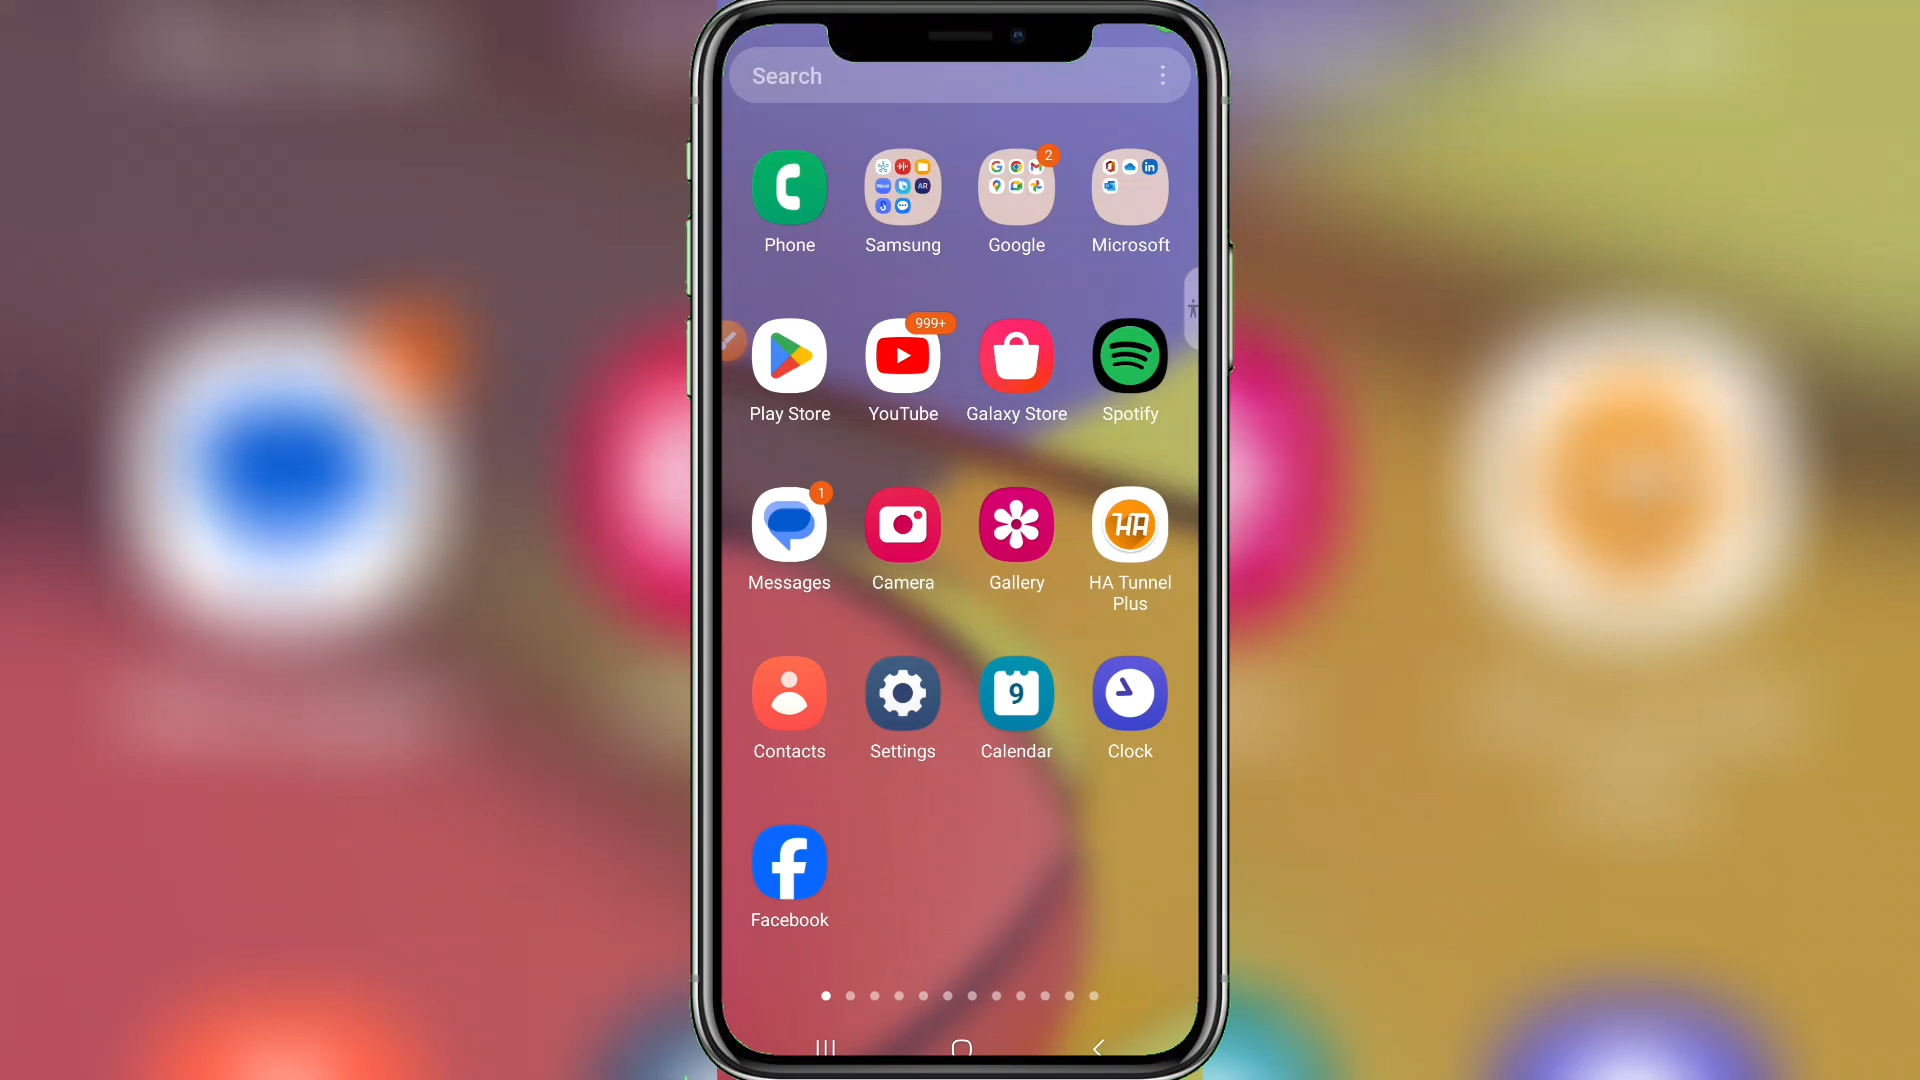 Search
2
Phone
Samsung
Google
Microsoft
999+
Play Store
YouTube
Galaxy Store
Spotify
1
HA
Messages
Camera
Gallery
HA Tunnel
Plus
9
Contacts
Settings
Calendar
Clock
Facebook